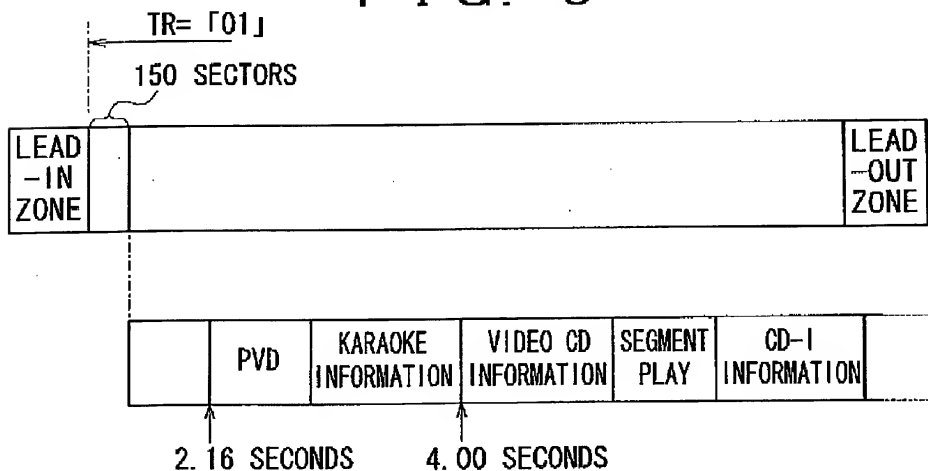 TR=「01」
150 SECTORS
LEAD
-IN
ZONE
LEAD
-OUT
ZONE
PVD
KARAOKE
INFORMATION
VIDEO CD
INFORMATION
SEGMENT
PLAY
CD-I
INFORMATION
2. 16 SECONDS
4. 00 SECONDS